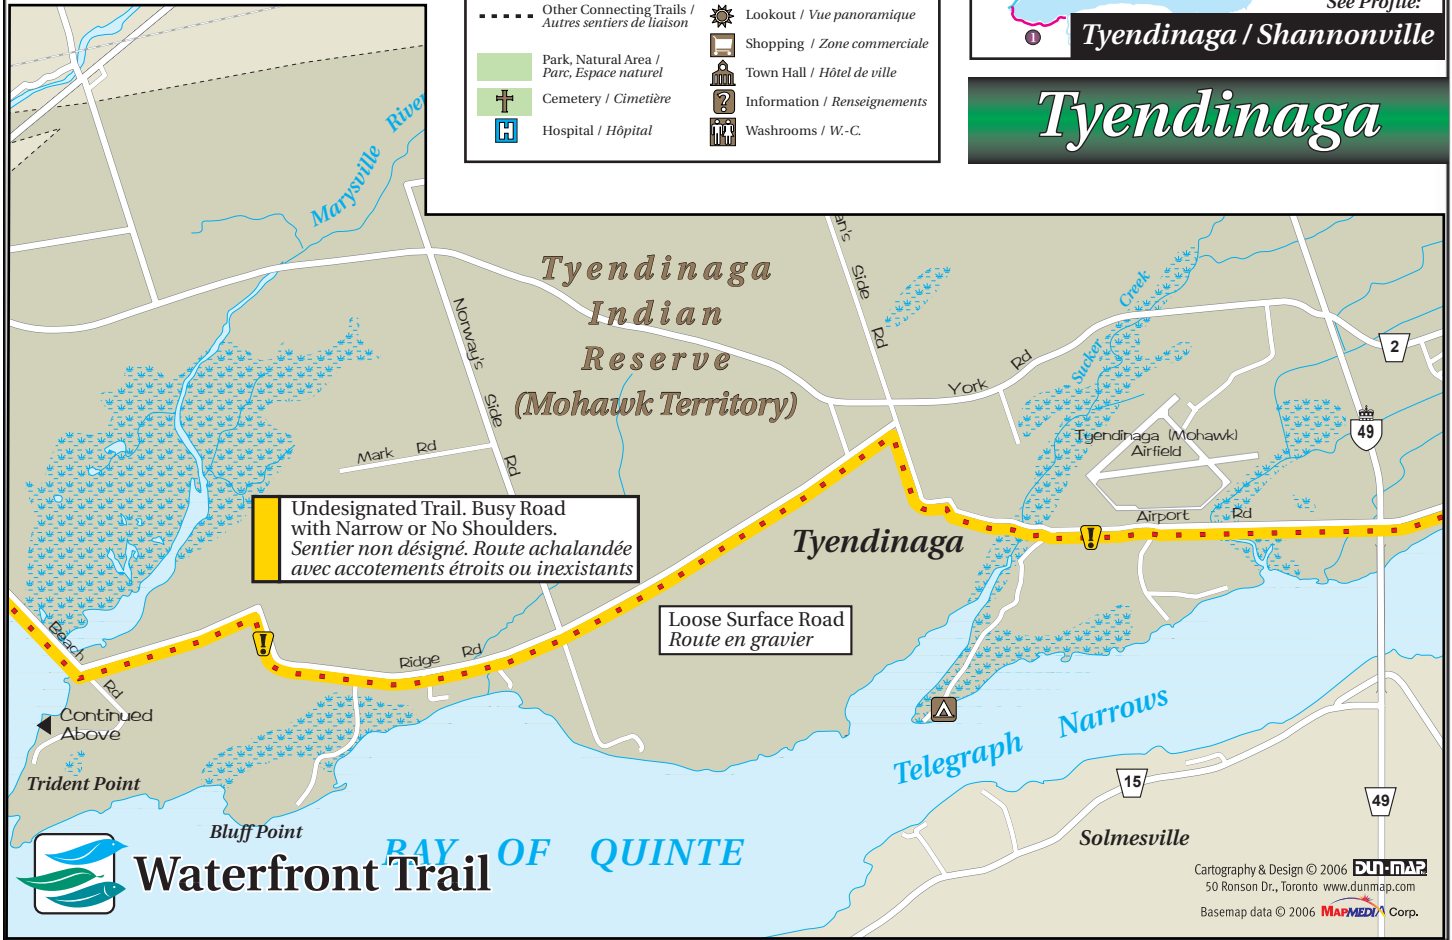 Other Connecting Trails /
Autres sentiers de liaison
Park, Natural Area /
Parc, Espace naturel
Cemetery / Cimetière
H
Hospital / Hôpital
Lookout / Vue panoramique
Shopping / Zone commerciale
Town Hall / Hôtel de ville
?
Information / Renseignements
Washrooms / W.-C.
See Profile:
1
Tyendinaga / Shannonville
Tyendinaga
Marysville
River
an's
Side
Rd
Tyendinaga
Indian
Reserve
(Mohawk Territory)
Norway's
Side
Rd
Mark Rd
York
Rd
Sucker
Creek
2
49
Tyendinaga (Mohawk)
Airfield
Airport
Rd
!
Undesignated Trail. Busy Road
with Narrow or No Shoulders.
Sentier non désigné. Route achalandée
avec accotements étroits ou inexistants
Tyendinaga
Loose Surface Road
Route en gravier
Beach
Rd
!
Ridge
Rd
Continued
Above
Trident Point
Bluff Point
Telegraph
Narrows
15
49
Solmesville
BAY OF QUINTE
Waterfront Trail
Cartography & Design © 2006 DUN-MAP
50 Ronson Dr., Toronto www.dunmap.com
Basemap data © 2006 MAPMEDIA Corp.